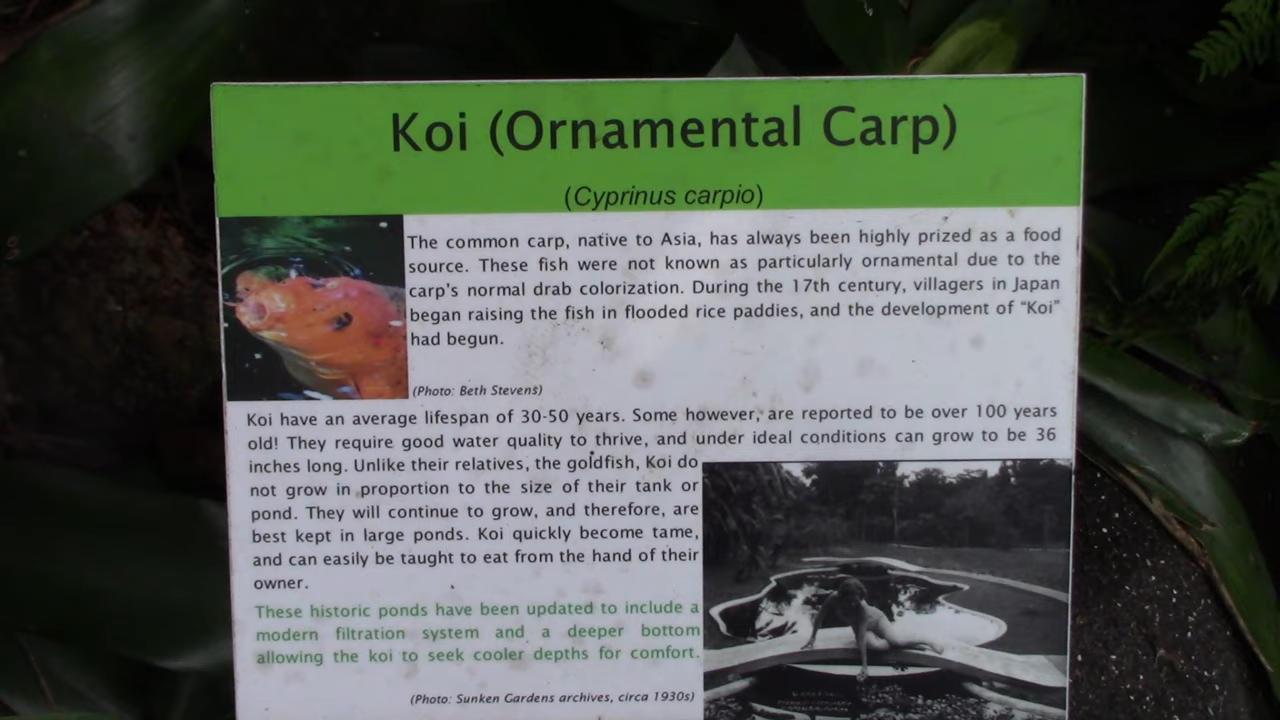 Koi (Ornamental Carp)
(Cyprinus carpio)
The common carp, native to Asia, has always been highly prized as a food
source. These fish were not known as particularly ornamental due to the
carp's normal drab colorization. During the 17th century, villagers in Japan
began raising the fish in flooded rice paddies, and the development of "Koi"
had begun.
(Photo: Beth Stevens)
Koi have an average lifespan of 30-50 years. Some however, are reported to be over 100 years
old! They require good water quality to thrive, and under ideal conditions can grow to be 36
inches long. Unlike their relatives, the goldfish, Koi do
not grow in proportion to the size of their tank or
pond. They will continue to grow, and therefore, are
best kept in large ponds. Koi quickly become tame,
and can easily be taught to eat from the hand of their
owner.
These historic ponds have been updated to include a
modern filtration system and a deeper bottom
allowing the koi to seek cooler depths for comfort.
(Photo: Sunken Gardens archives, circa 1930s)